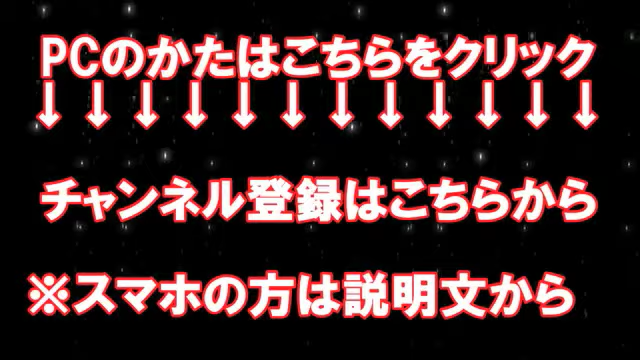 PCのかたはこちらをクリック
↓↓↓↓↓↓↓↓↓↓↓↓
チャンネル登録はこちらから
※スマホの方は説明文から